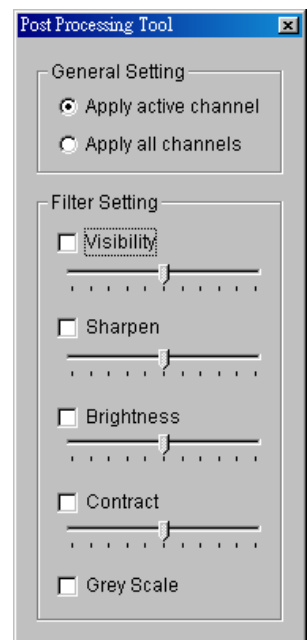 Post Processing Tool
General Setting
Apply active channel
Apply all channels
Filter Setting
Visibility
Sharpen
Brightness
Contract
Grey Scale